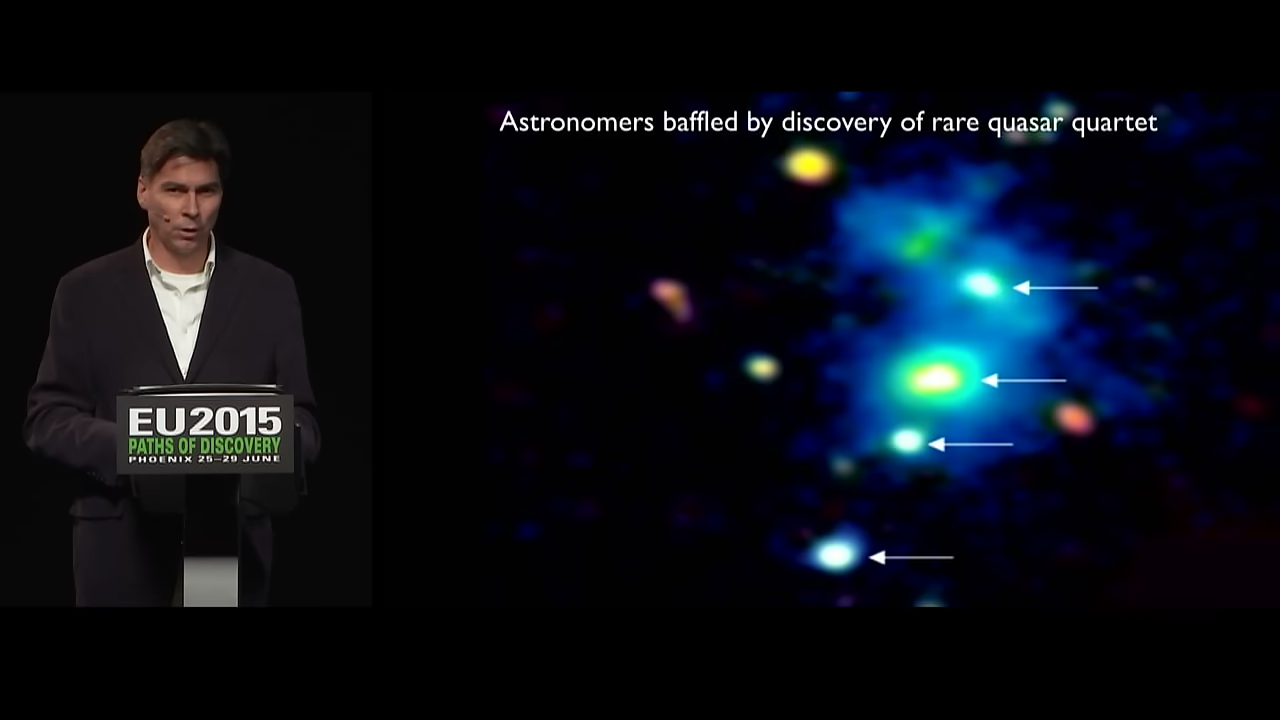 Astronomers baffled by discovery of rare quasar quartet
EU2015
PATHS OF DISCOVERY
PHOENIX 25–29 JUNE